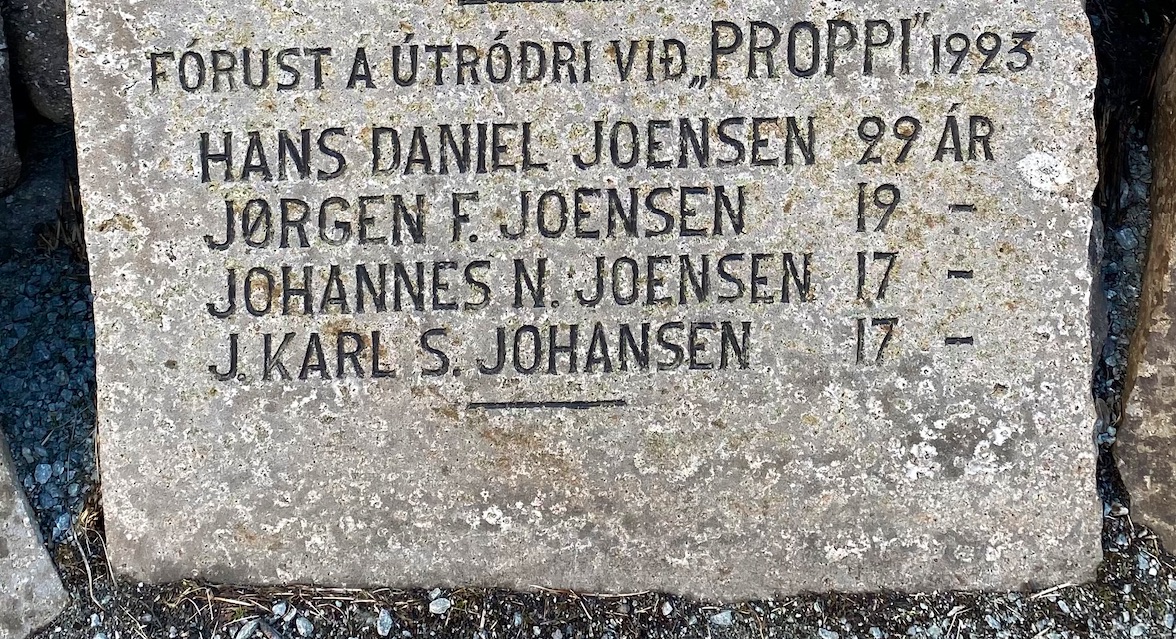 FÓRUST A ÚTRÓÐRI VIÐ „PROPPI” 1923
HANS DANIEL JOENSEN 29 ÁR
JØRGEN F. JOENSEN 19 -
JOHANNES N. JOENSEN 17 -
J. KARL S. JOHANSEN 17 -